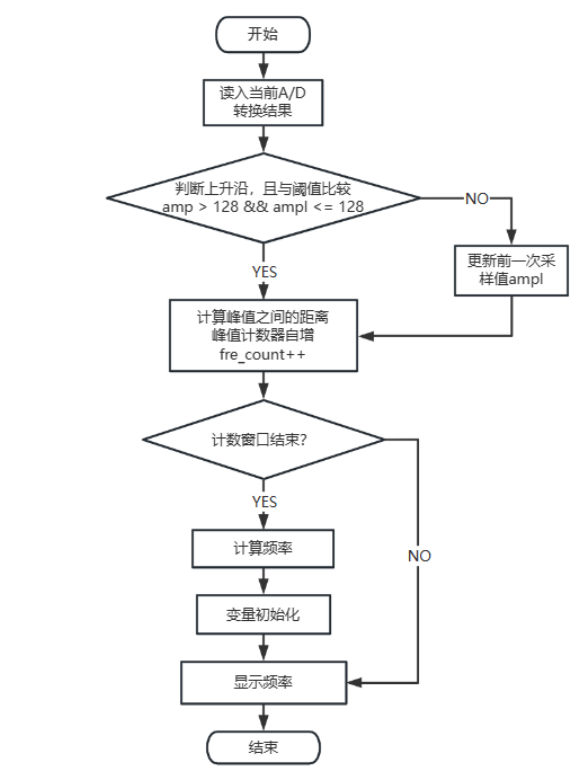 开始
读入当前A/D
转换结果
判断上升沿，且与阈值比较
amp > 128 && ampl <= 128
NO
更新前一次采
样值ampl
YES
计算峰值之间的距离
峰值计数器自增
fre_count++
计数窗口结束?
YES
NO
计算频率
变量初始化
显示频率
结束